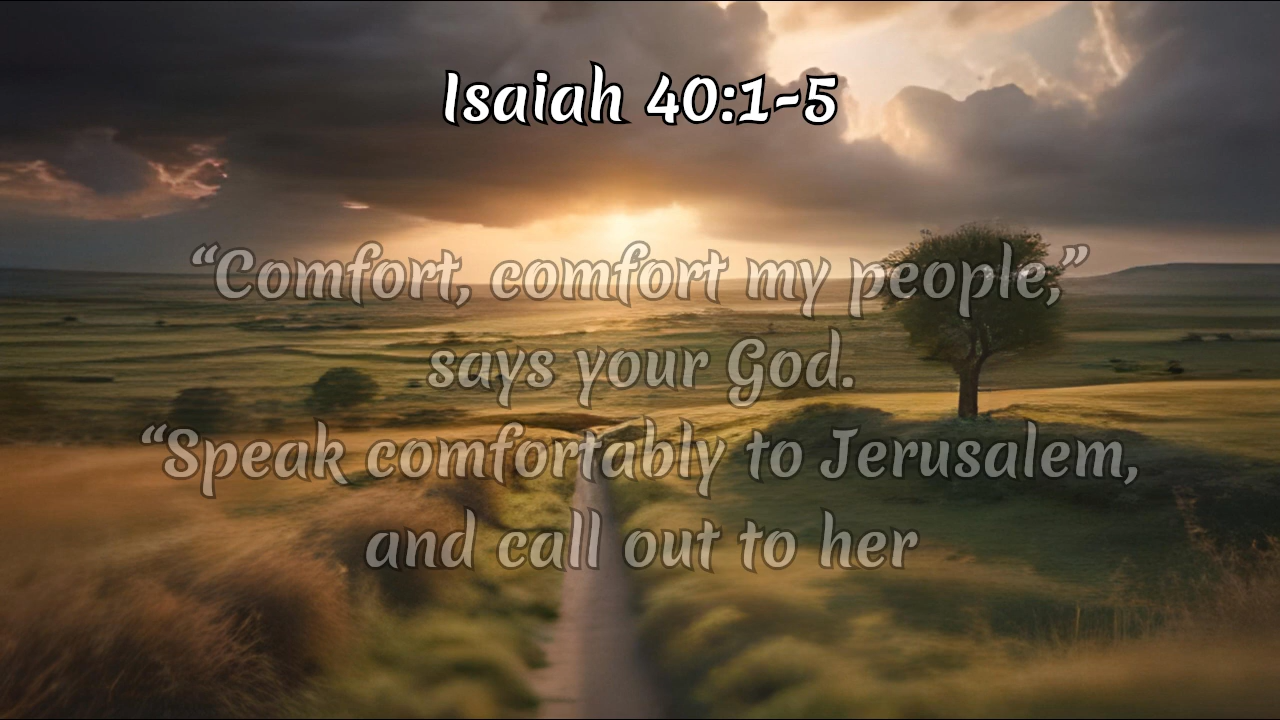 Isaiah 40:1-5
“Comfort, comfort my people,”
says your God.
“Speak comfortably to Jerusalem,
and call out to her